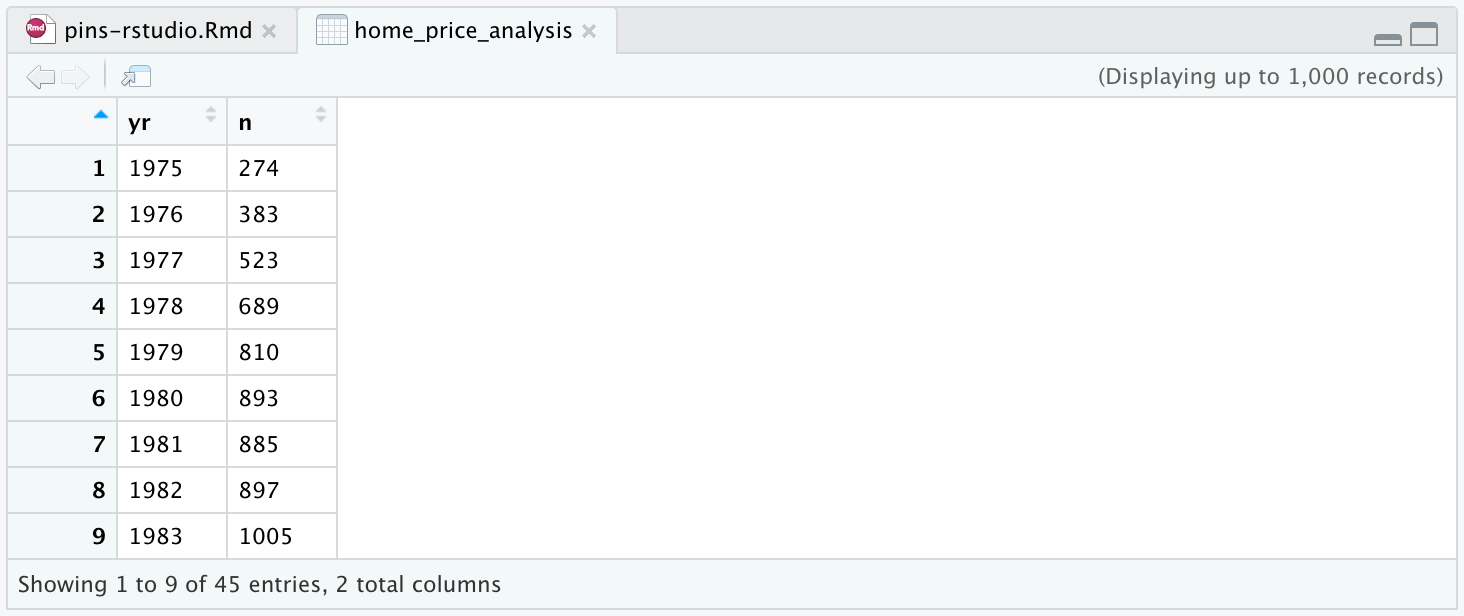 Rmd pins-rstudio.Rmd home_price_analysis
(Displaying up to 1,000 records)
yr n
1 1975 274
2 1976 383
3 1977 523
4 1978 689
5 1979 810
6 1980 893
7 1981 885
8 1982 897
9 1983 1005
Showing 1 to 9 of 45 entries, 2 total columns